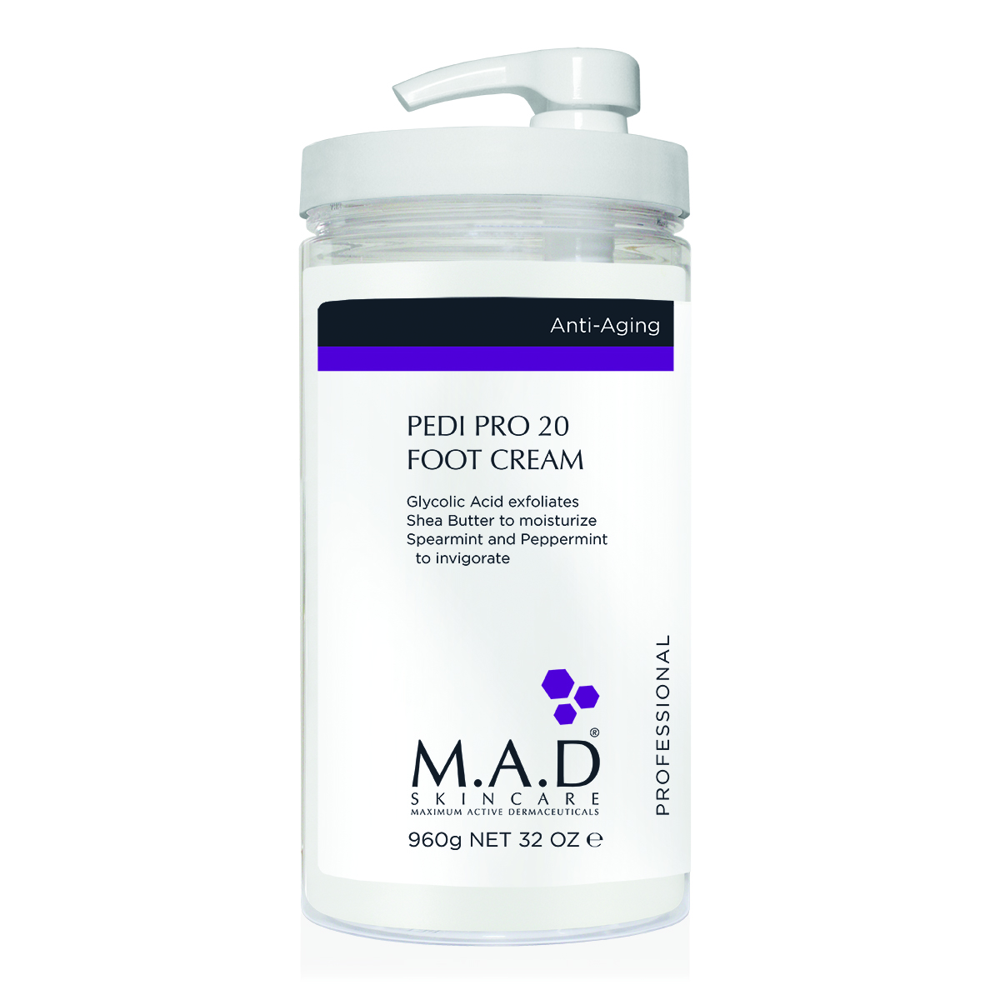 Anti-Aging
PEDI PRO 20
FOOT CREAM
Glycolic Acid exfoliates
Shea Butter to moisturize
Spearmint and Peppermint
to invigorate
PROFESSIONAL
M.A.D®
SKINCARE
MAXIMUM ACTIVE DERMACEUTICALS
960g NET 32 OZ ℮